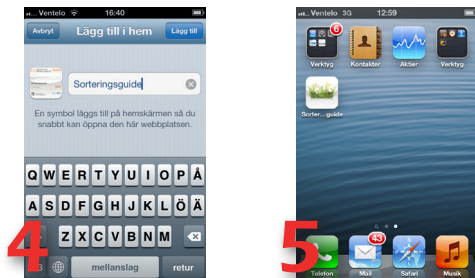 Ventelo 16:40
Avbryt Lägg till i hem Lägg till
Sorteringsguide
En symbol läggs till på hemskärmen så du
snabbt kan öppna den här webbplatsen.
Q W E R T Y U I O P Å
A S D F G H J K L Ö Ä
Z X C V B N M
mellanslag retur
4
Ventelo 3G 12:59
6
Verktyg Kontakter Aktier Verktyg
Sorter...guide
43
Telefon Mail Safari Musik
5